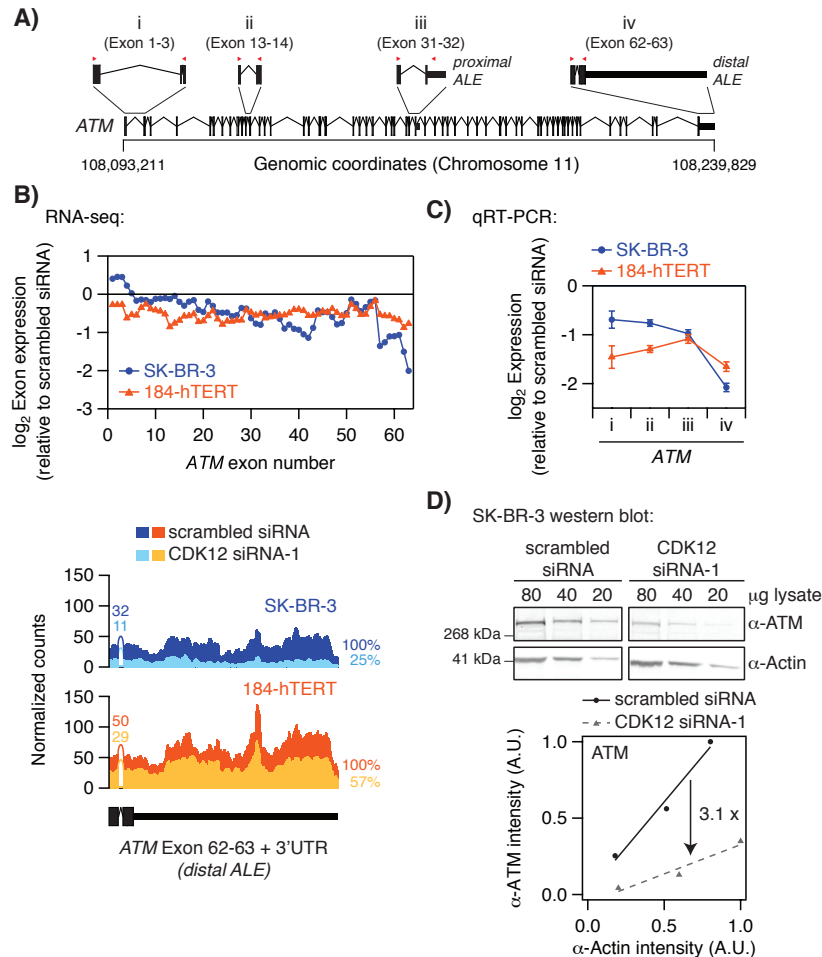 A)
i ii iii iv
(Exon 1-3) (Exon 13-14) (Exon 31-32) (Exon 62-63)
proximal ALE
distal ALE
ATM
108,093,211 Genomic coordinates (Chromosome 11) 108,239,829
B)
RNA-seq:
log2 Exon expression
(relative to scrambled siRNA)
1
0
-1
-2
-3
SK-BR-3
184-hTERT
0 10 20 30 40 50 60
ATM exon number
scrambled siRNA
CDK12 siRNA-1
Normalized counts
150
100
50
0
32
11
SK-BR-3
100%
25%
150
100
50
0
50
29
184-hTERT
100%
57%
ATM Exon 62-63 + 3'UTR
(distal ALE)
C)
qRT-PCR:
SK-BR-3
184-hTERT
log2 Expression
(relative to scrambled siRNA)
-0
-1
-2
i ii iii iv
ATM
D)
SK-BR-3 western blot:
scrambled siRNA
CDK12 siRNA-1
80 40 20 80 40 20 µg lysate
268 kDa
α-ATM
41 kDa
α-Actin
scrambled siRNA
CDK12 siRNA-1
α-ATM intensity (A.U.)
1.0
0.5
0.0
ATM
3.1 x
0.0 0.5 1.0
α-Actin intensity (A.U.)